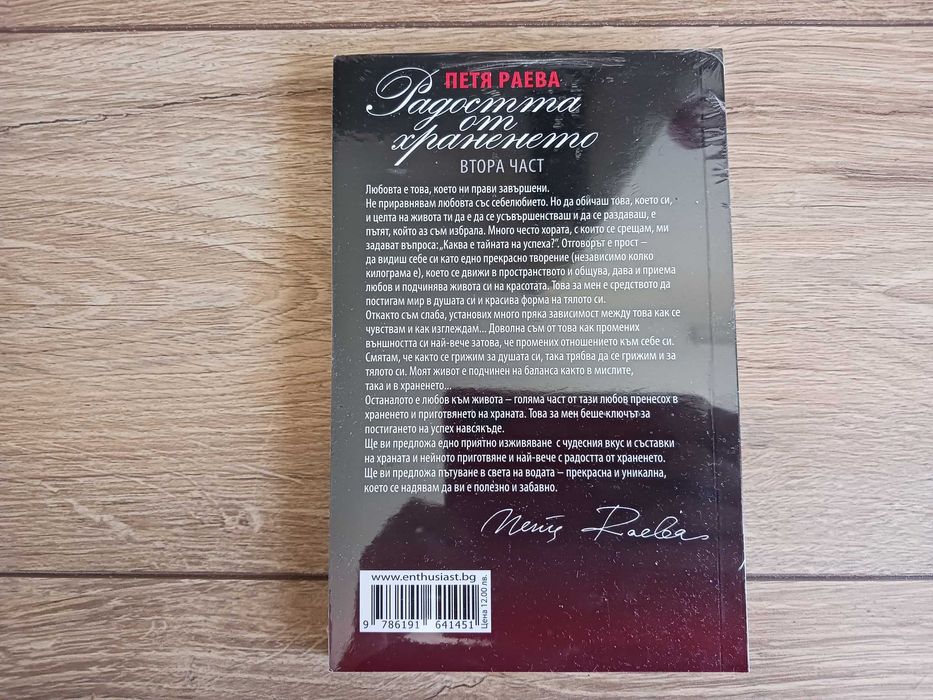 ПЕТЯ РАЕВА
Радостта
от
храненето
ВТОРА ЧАСТ
Любовта е това, което ни прави завършени.
Не приравнявам любовта със себелюбието. Но да обичаш това, което си,
и целта на живота ти да е да се усъвършенстваш и да се раздаваш, е
пътят, който аз съм избрала. Много често хората, с които се срещам, ми
задават въпроса: „Каква е тайната на успеха?”. Отговорът е прост –
да видиш себе си като едно прекрасно творение (независимо колко
килограма е), което се движи в пространството и общува, дава и приема
любов и подчинява живота си на красотата. Това за мен е средството да
постигам мир в душата си и красива форма на тялото си.
Откакто съм слаба, установих много пряка зависимост между това как се
чувствам и как изглеждам... Доволна съм от това как промених
външността си най-вече затова, че промених отношението към себе си.
Смятам, че както се грижим за душата си, така трябва да се грижим и за
тялото си. Моят живот е подчинен на баланса както в мислите,
така и в храненето...
Останалото е любов към живота – голяма част от тази любов пренесох в
храненето и приготвянето на храната. Това за мен беше ключът за
постигането на успех навсякъде.
Ще ви предложа едно приятно изживяване с чудесния вкус и съставки
на храната и нейното приготвяне и най-вече с радостта от храненето.
Ще ви предложа пътуване в света на водата – прекрасна и уникална,
което се надявам да ви е полезно и забавно.
Петя Раева
www.enthusiast.bg
9 786191 641451
Цена 12.00 лв.